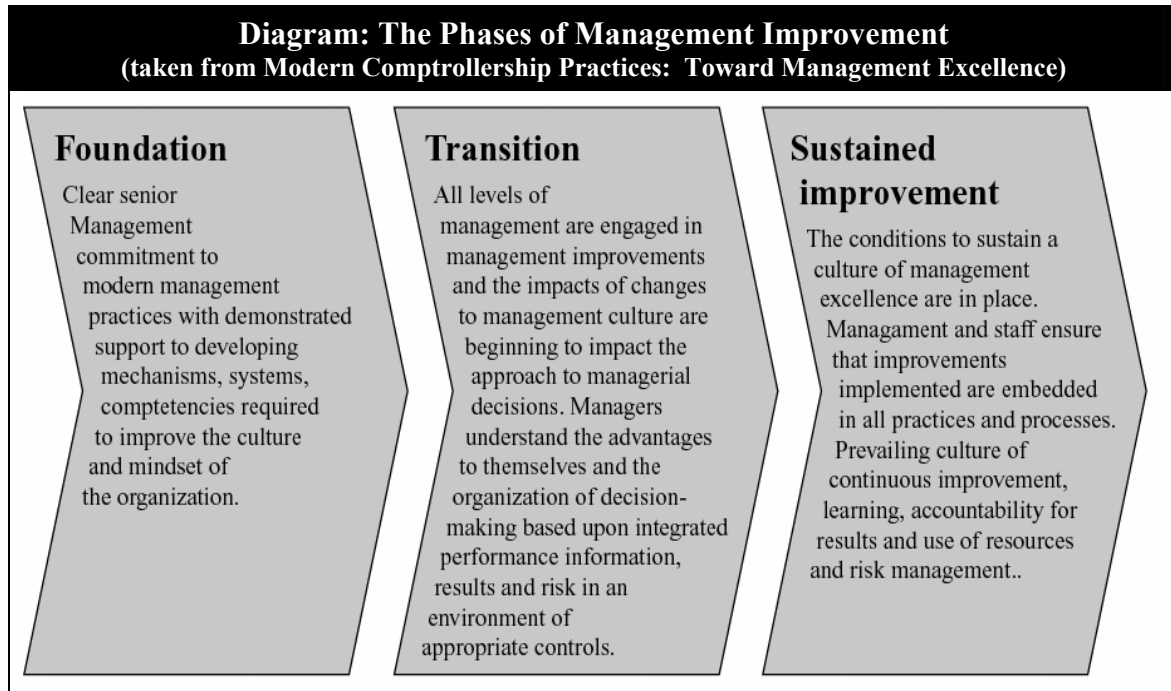 Diagram: The Phases of Management Improvement
(taken from Modern Comptrollership Practices: Toward Management Excellence)
Foundation
Clear senior
Management
commitment to
modern management
practices with demonstrated
support to developing
mechanisms, systems,
comptetencies required
to improve the culture
and mindset of
the organization.
Transition
All levels of
management are engaged in
management improvements
and the impacts of changes
to management culture are
beginning to impact the
approach to managerial
decisions. Managers
understand the advantages
to themselves and the
organization of decision-
making based upon integrated
performance information,
results and risk in an
environment of
appropriate controls.
Sustained
improvement
The conditions to sustain a
culture of management
excellence are in place.
Managament and staff ensure
that improvements
implemented are embedded
in all practices and processes.
Prevailing culture of
continuous improvement,
learning, accountability for
results and use of resources
and risk management..